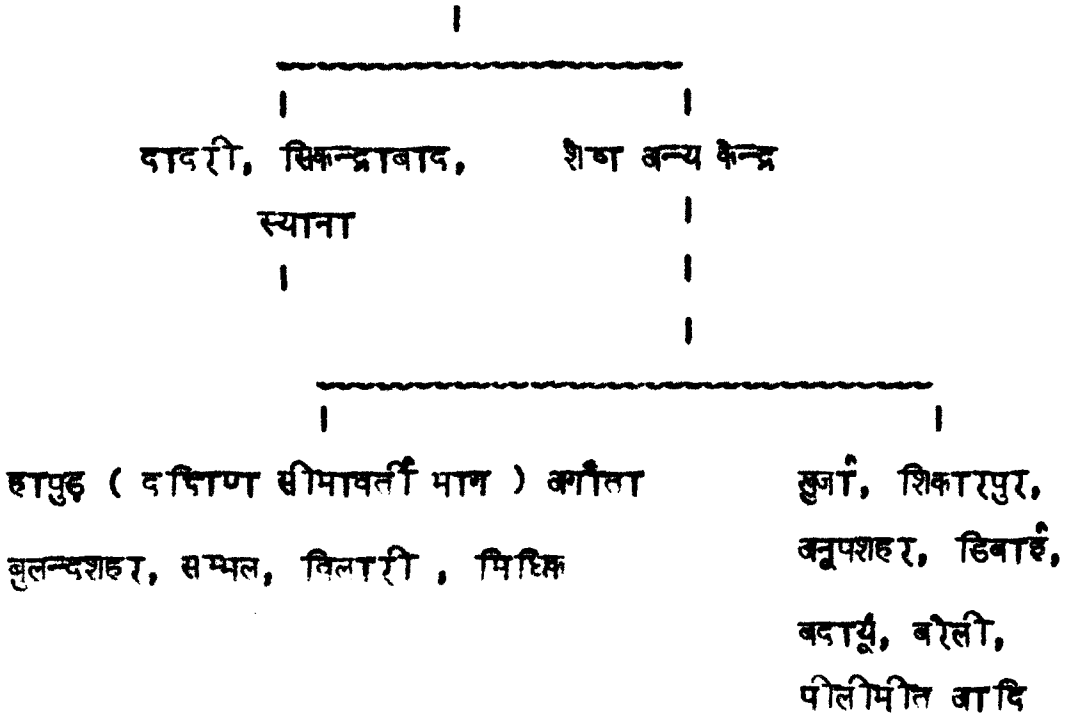 दादरी, सिकन्द्राबाद,
स्याना
शेष अन्य केन्द्र
हापुड़ ( दक्षिण सीमावर्ती भाग ) अगौता
बुलन्दशहर, सम्भल, विलारी ,
खुर्जा, शिकारपुर,
अनूपशहर, डिबाई,
बदायूं, बरेली,
पीलीभीत आदि